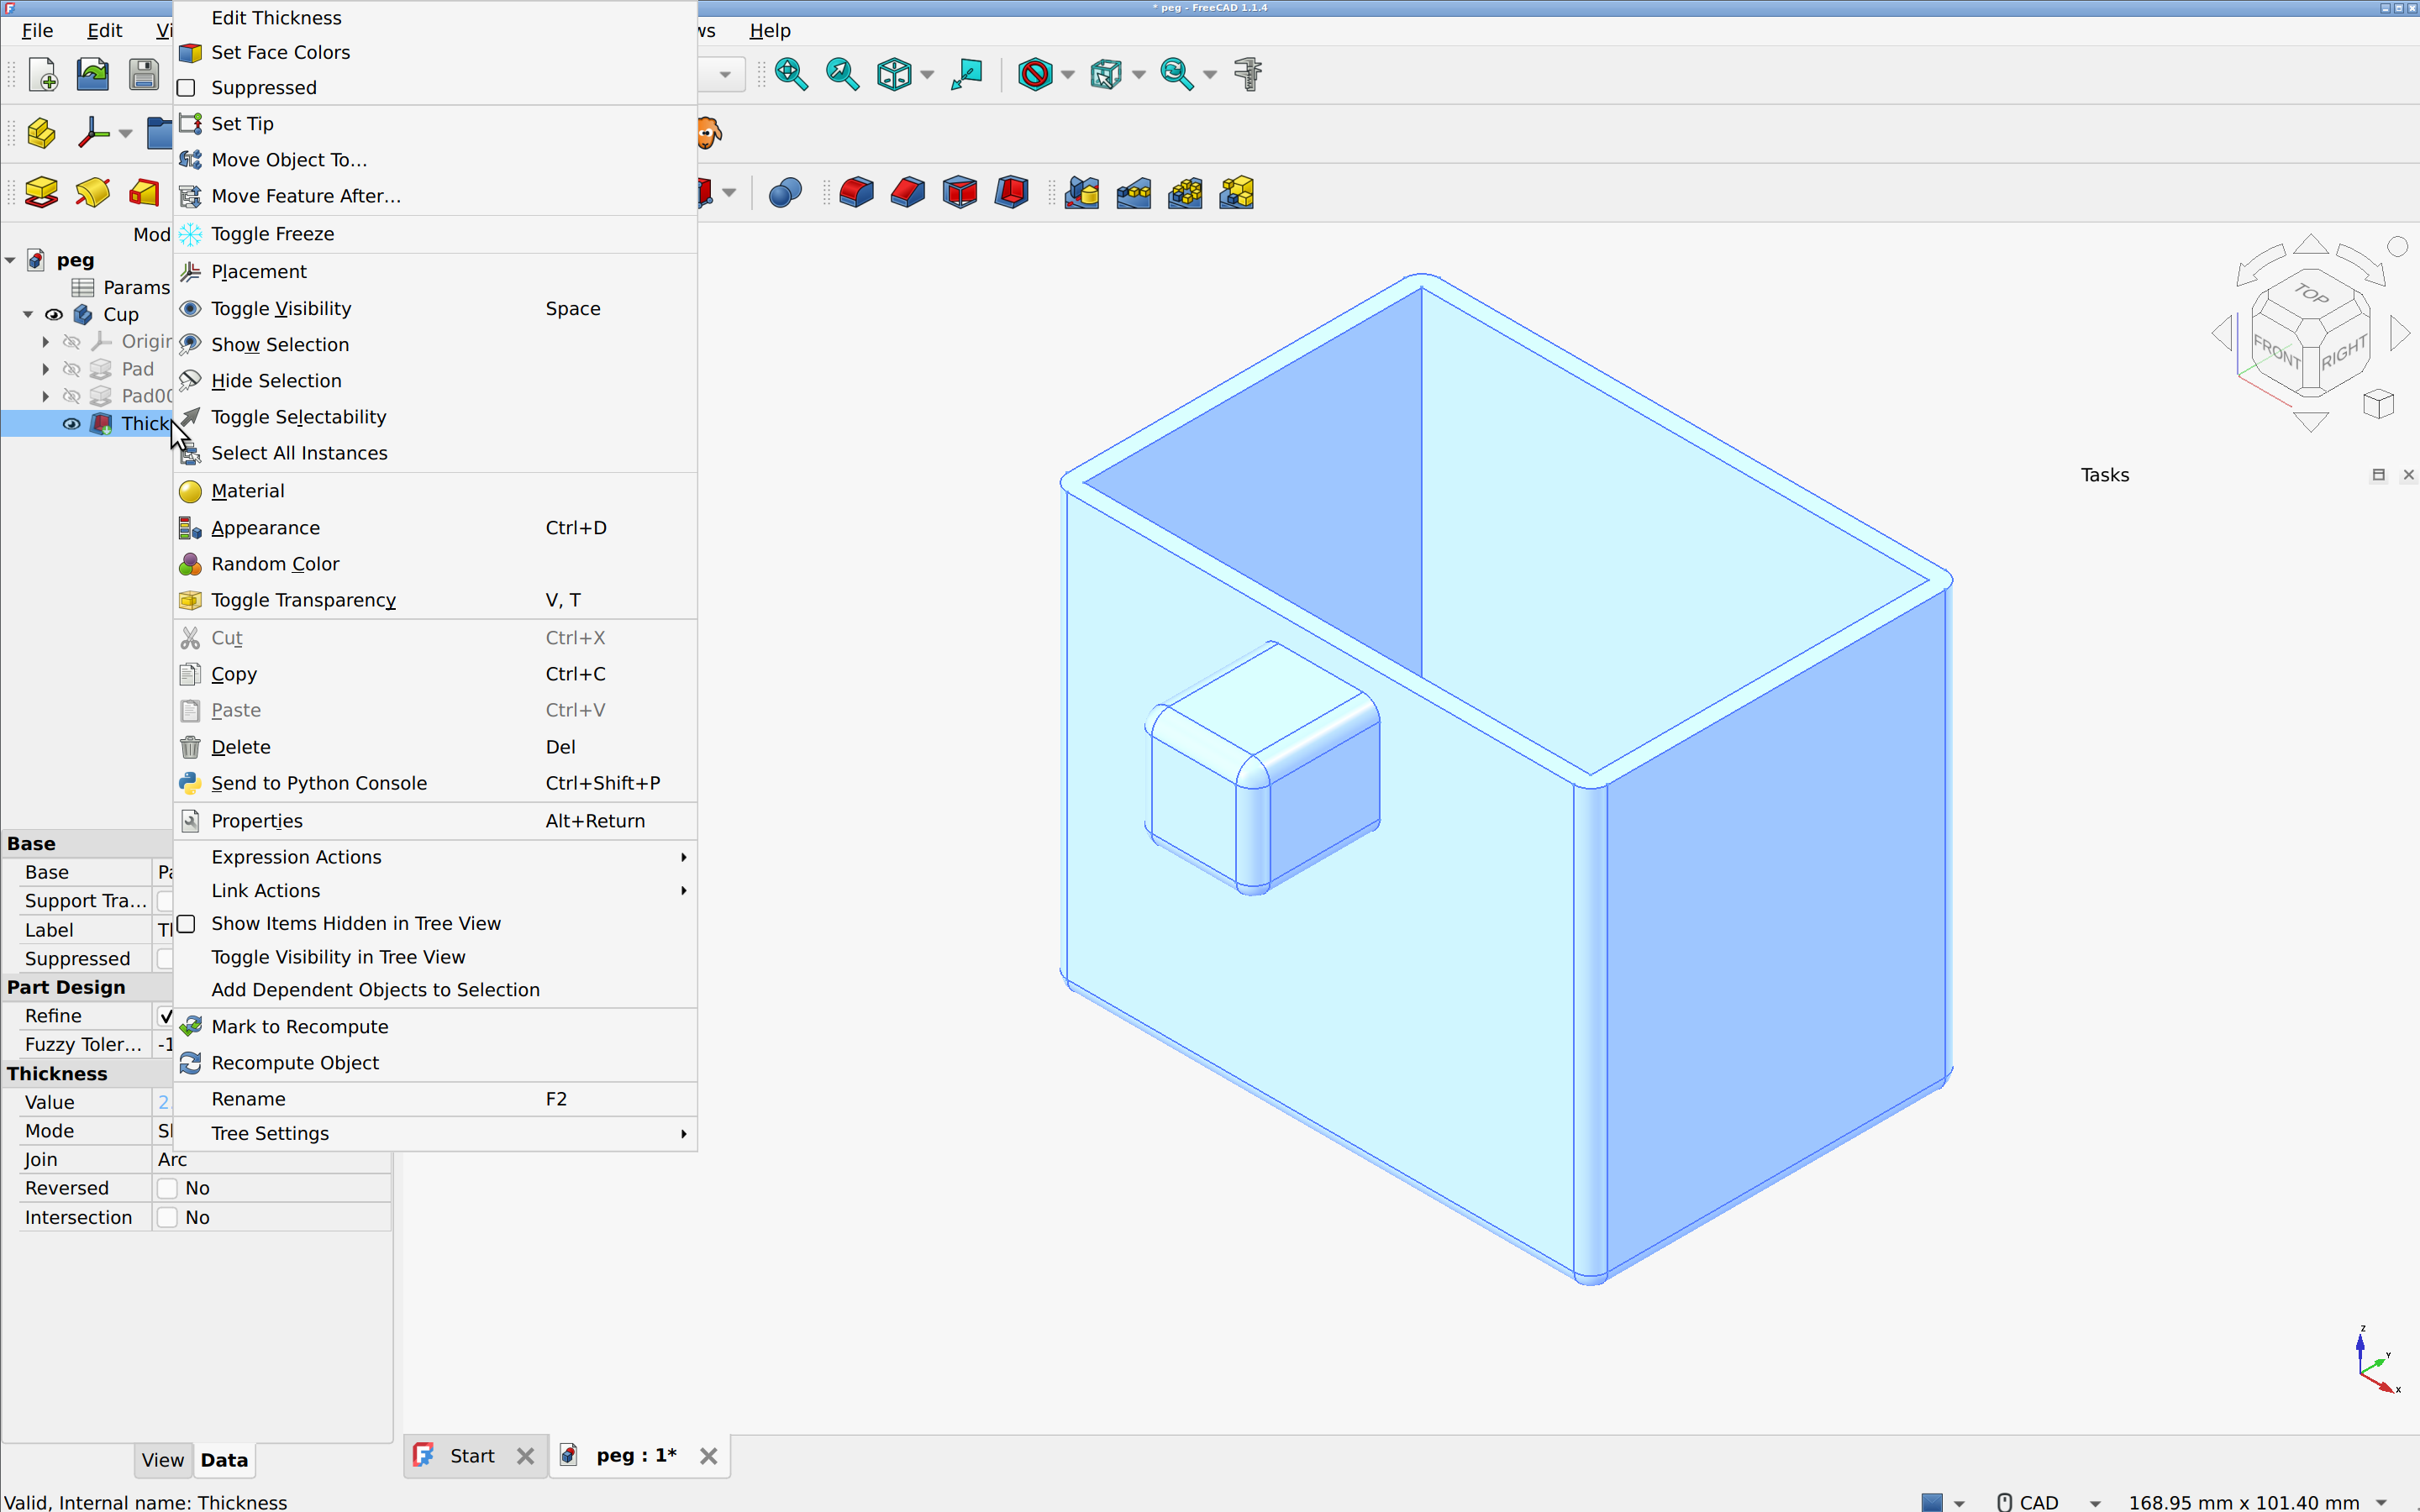 * peg - FreeCAD 1.1.4
File Edit Help
Edit Thickness
Set Face Colors
Suppressed
Set Tip
Move Object To...
Move Feature After...
Toggle Freeze
Placement
Toggle Visibility Space
Show Selection
Hide Selection
Toggle Selectability
Select All Instances
Material
Appearance Ctrl+D
Random Color
Toggle Transparency V, T
Cut Ctrl+X
Copy Ctrl+C
Paste Ctrl+V
Delete Del
Send to Python Console Ctrl+Shift+P
Properties Alt+Return
Expression Actions
Link Actions
Show Items Hidden in Tree View
Toggle Visibility in Tree View
Add Dependent Objects to Selection
Mark to Recompute
Recompute Object
Rename F2
Tree Settings
Mod
peg
Params
Cup
Origin
Pad
Pad00
Thick
Base
Base
Support Tra...
Label
Suppressed
Part Design
Refine
Fuzzy Toler... -1
Thickness
Value 2.
Mode
Join Arc
Reversed No
Intersection No
View Data
TOP
FRONT RIGHT
Tasks
Z
Y
X
Start peg : 1*
Valid, Internal name: Thickness
CAD 168.95 mm x 101.40 mm